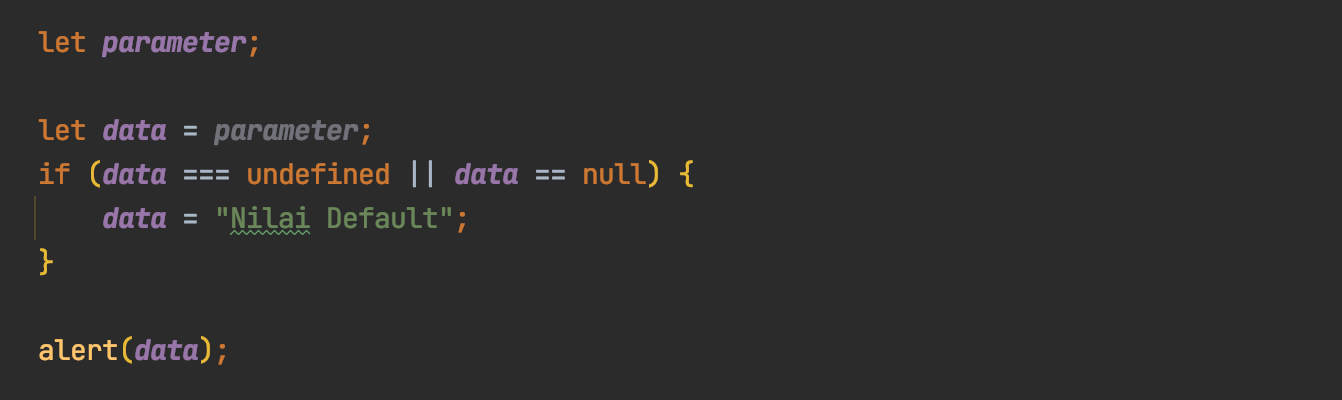 let parameter;
let data = parameter;
if (data === undefined || data == null) {
    data = "Nilai Default";
}
alert(data);